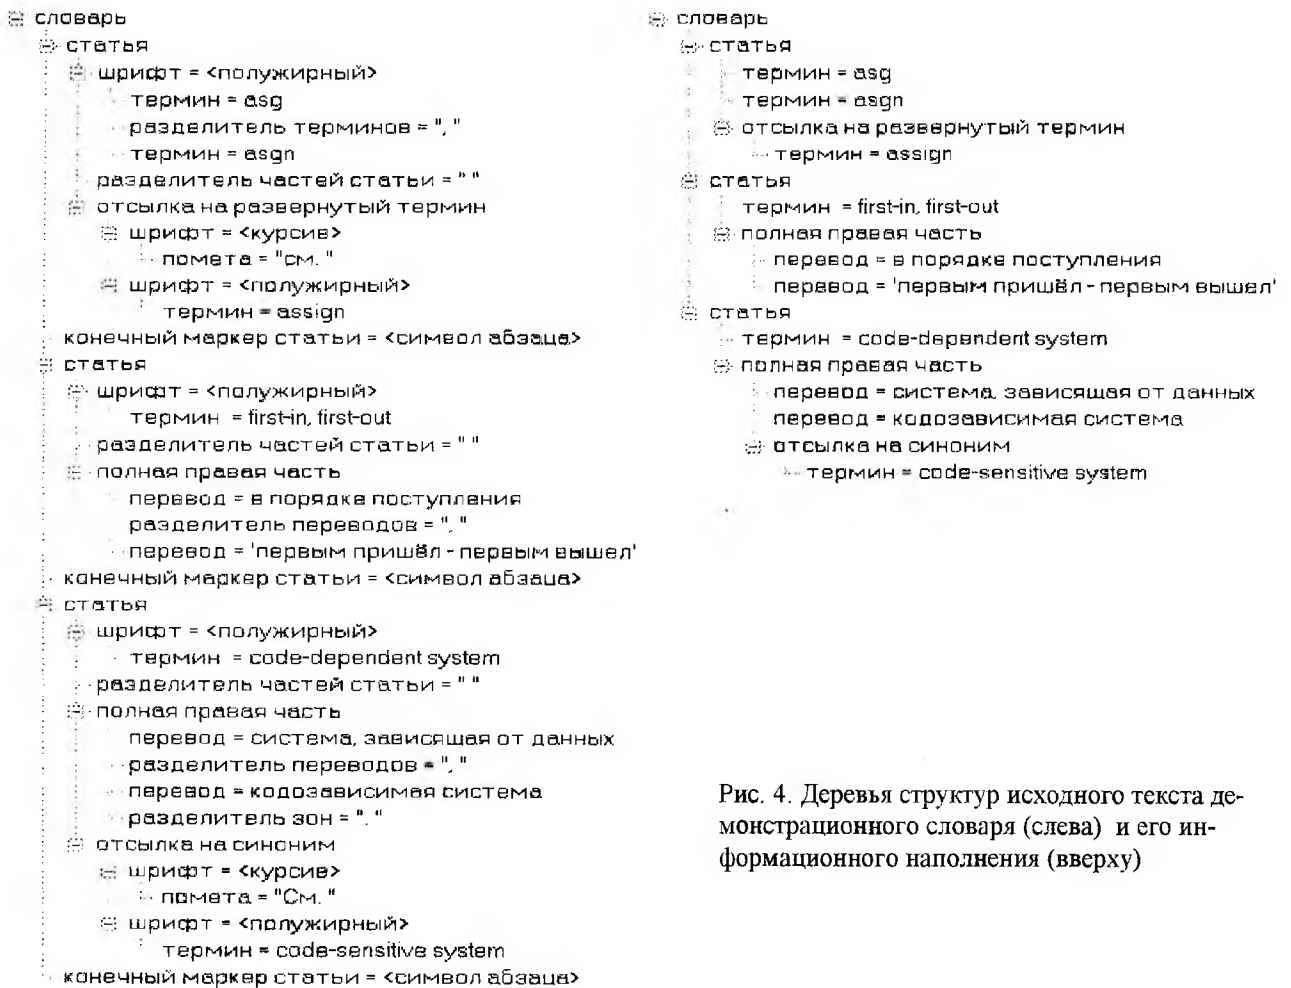 словарь
статья
шрифт = <полужирный>
термин = asg
разделитель терминов = ", "
термин = asgn
разделитель частей статьи = " "
отсылка на развернутый термин
шрифт = <курсив>
помета = "см. "
шрифт = <полужирный>
термин = assign
конечный маркер статьи = <символ абзаца>
статья
шрифт = <полужирный>
термин = first-in, first-out
разделитель частей статьи = " "
полная правая часть
перевод = в порядке поступления
разделитель переводов = ", "
перевод = 'первым пришёл - первым вышел'
конечный маркер статьи = <символ абзаца>
статья
шрифт = <полужирный>
термин = code-dependent system
разделитель частей статьи = " "
полная правая часть
перевод = система, зависящая от данных
разделитель переводов = ", "
перевод = кодозависимая система
разделитель зон = ". "
отсылка на синоним
шрифт = <курсив>
помета = "См. "
шрифт = <полужирный>
термин = code-sensitive system
конечный маркер статьи = <символ абзаца>
словарь
статья
термин = asg
термин = asgn
отсылка на развернутый термин
термин = assign
статья
термин = first-in, first-out
полная правая часть
перевод = в порядке поступления
перевод = 'первым пришёл - первым вышел'
статья
термин = code-dependent system
полная правая часть
перевод = система, зависящая от данных
перевод = кодозависимая система
отсылка на синоним
термин = code-sensitive system
Рис. 4. Деревья структур исходного текста де-
монстрационного словаря (слева) и его ин-
формационного наполнения (вверху)